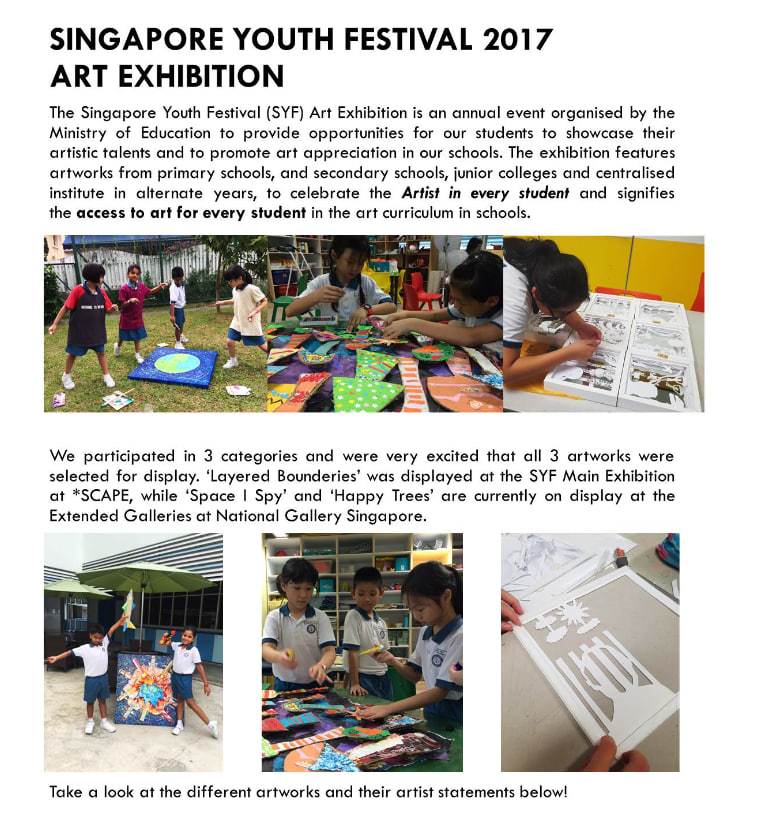 SINGAPORE YOUTH FESTIVAL 2017
ART EXHIBITION
The Singapore Youth Festival (SYF) Art Exhibition is an annual event organised by the
Ministry of Education to provide opportunities for our students to showcase their
artistic talents and to promote art appreciation in our schools. The exhibition features
artworks from primary schools, and secondary schools, junior colleges and centralised
institute in alternate years, to celebrate the Artist in every student and signifies
the access to art for every student in the art curriculum in schools.
We participated in 3 categories and were very excited that all 3 artworks were
selected for display. ‘Layered Bounderies’ was displayed at the SYF Main Exhibition
at *SCAPE, while ‘Space I Spy’ and ‘Happy Trees’ are currently on display at the
Extended Galleries at National Gallery Singapore.
Take a look at the different artworks and their artist statements below!